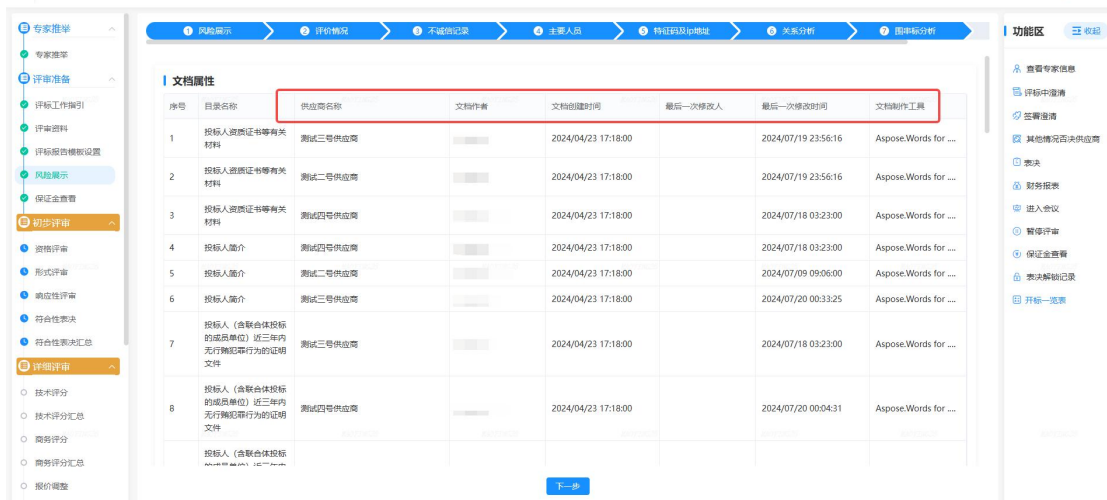 专家推举
专家推举
评审准备
评标工作指引
评审资料
评标报告模板设置
风险展示
保证金查看
初步评审
资格评审
形式评审
响应性评审
符合性表决
符合性表决汇总
详细评审
技术评分
技术评分汇总
商务评分
商务评分汇总
报价调整
1 风险展示 2 评价情况 3 不诚信记录 4 主要人员 5 特征码及ip地址 6 关系分析 7 围串标分析
文档属性
序号 目录名称 供应商名称 文档作者 文档创建时间 最后一次修改人 最后一次修改时间 文档制作工具
1 投标人资质证书等有关 测试三号供应商 2024/04/23 17:18:00 2024/07/19 23:56:16 Aspose.Words for ....
材料
2 投标人资质证书等有关 测试二号供应商 2024/04/23 17:18:00 2024/07/19 23:56:16 Aspose.Words for ....
材料
3 投标人资质证书等有关 测试四号供应商 2024/04/23 17:18:00 2024/07/18 03:23:00 Aspose.Words for ....
材料
4 投标人简介 测试四号供应商 2024/04/23 17:18:00 2024/07/18 03:23:00 Aspose.Words for ....
5 投标人简介 测试二号供应商 2024/04/23 17:18:00 2024/07/09 09:06:00 Aspose.Words for ....
6 投标人简介 测试三号供应商 2024/04/23 17:18:00 2024/07/20 00:33:25 Aspose.Words for ....
7 投标人（含联合体投标 测试三号供应商 2024/04/23 17:18:00 2024/07/18 03:23:00 Aspose.Words for ....
的成员单位）近三年内
无行贿犯罪行为的证明
文件
8 投标人（含联合体投标 测试四号供应商 2024/04/23 17:18:00 2024/07/20 00:04:31 Aspose.Words for ....
的成员单位）近三年内
无行贿犯罪行为的证明
文件
投标人（含联合体投标
下一步
功能区 收起
查看专家信息
评标中澄清
签署澄清
其他情况否决供应商
表决
财务报表
进入会议
暂停评审
保证金查看
表决解锁记录
开标一览表